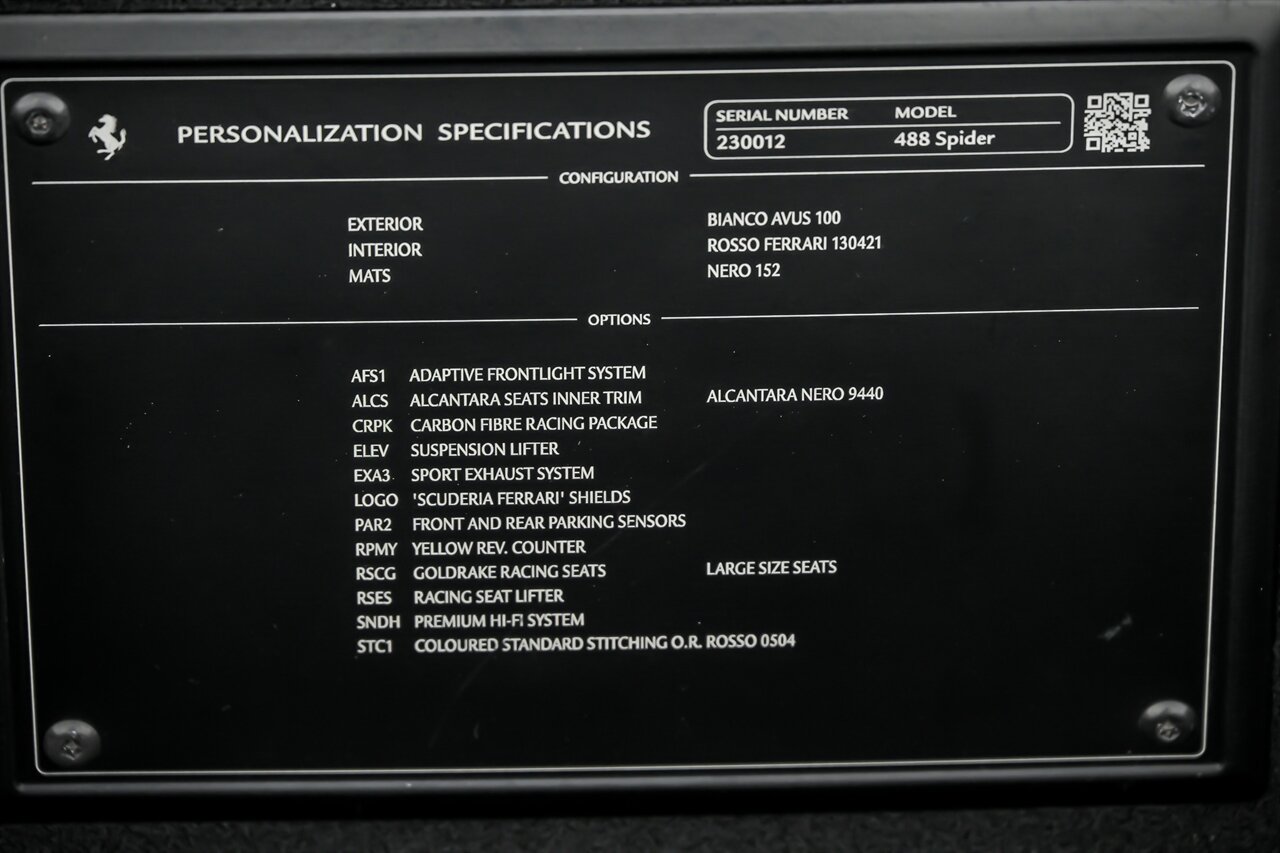 PERSONALIZATION SPECIFICATIONS
SERIAL NUMBER MODEL
230012 488 Spider
CONFIGURATION
EXTERIOR BIANCO AVUS 100
INTERIOR ROSSO FERRARI 130421
MATS NERO 152
OPTIONS
AFS1 ADAPTIVE FRONTLIGHT SYSTEM
ALCS ALCANTARA SEATS INNER TRIM ALCANTARA NERO 9440
CRPK CARBON FIBRE RACING PACKAGE
ELEV SUSPENSION LIFTER
EXA3 SPORT EXHAUST SYSTEM
LOGO 'SCUDERIA FERRARI' SHIELDS
PAR2 FRONT AND REAR PARKING SENSORS
RPMY YELLOW REV. COUNTER
RSCG GOLDRAKE RACING SEATS LARGE SIZE SEATS
RSES RACING SEAT LIFTER
SNDH PREMIUM HI-FI SYSTEM
STC1 COLOURED STANDARD STITCHING O.R. ROSSO 0504